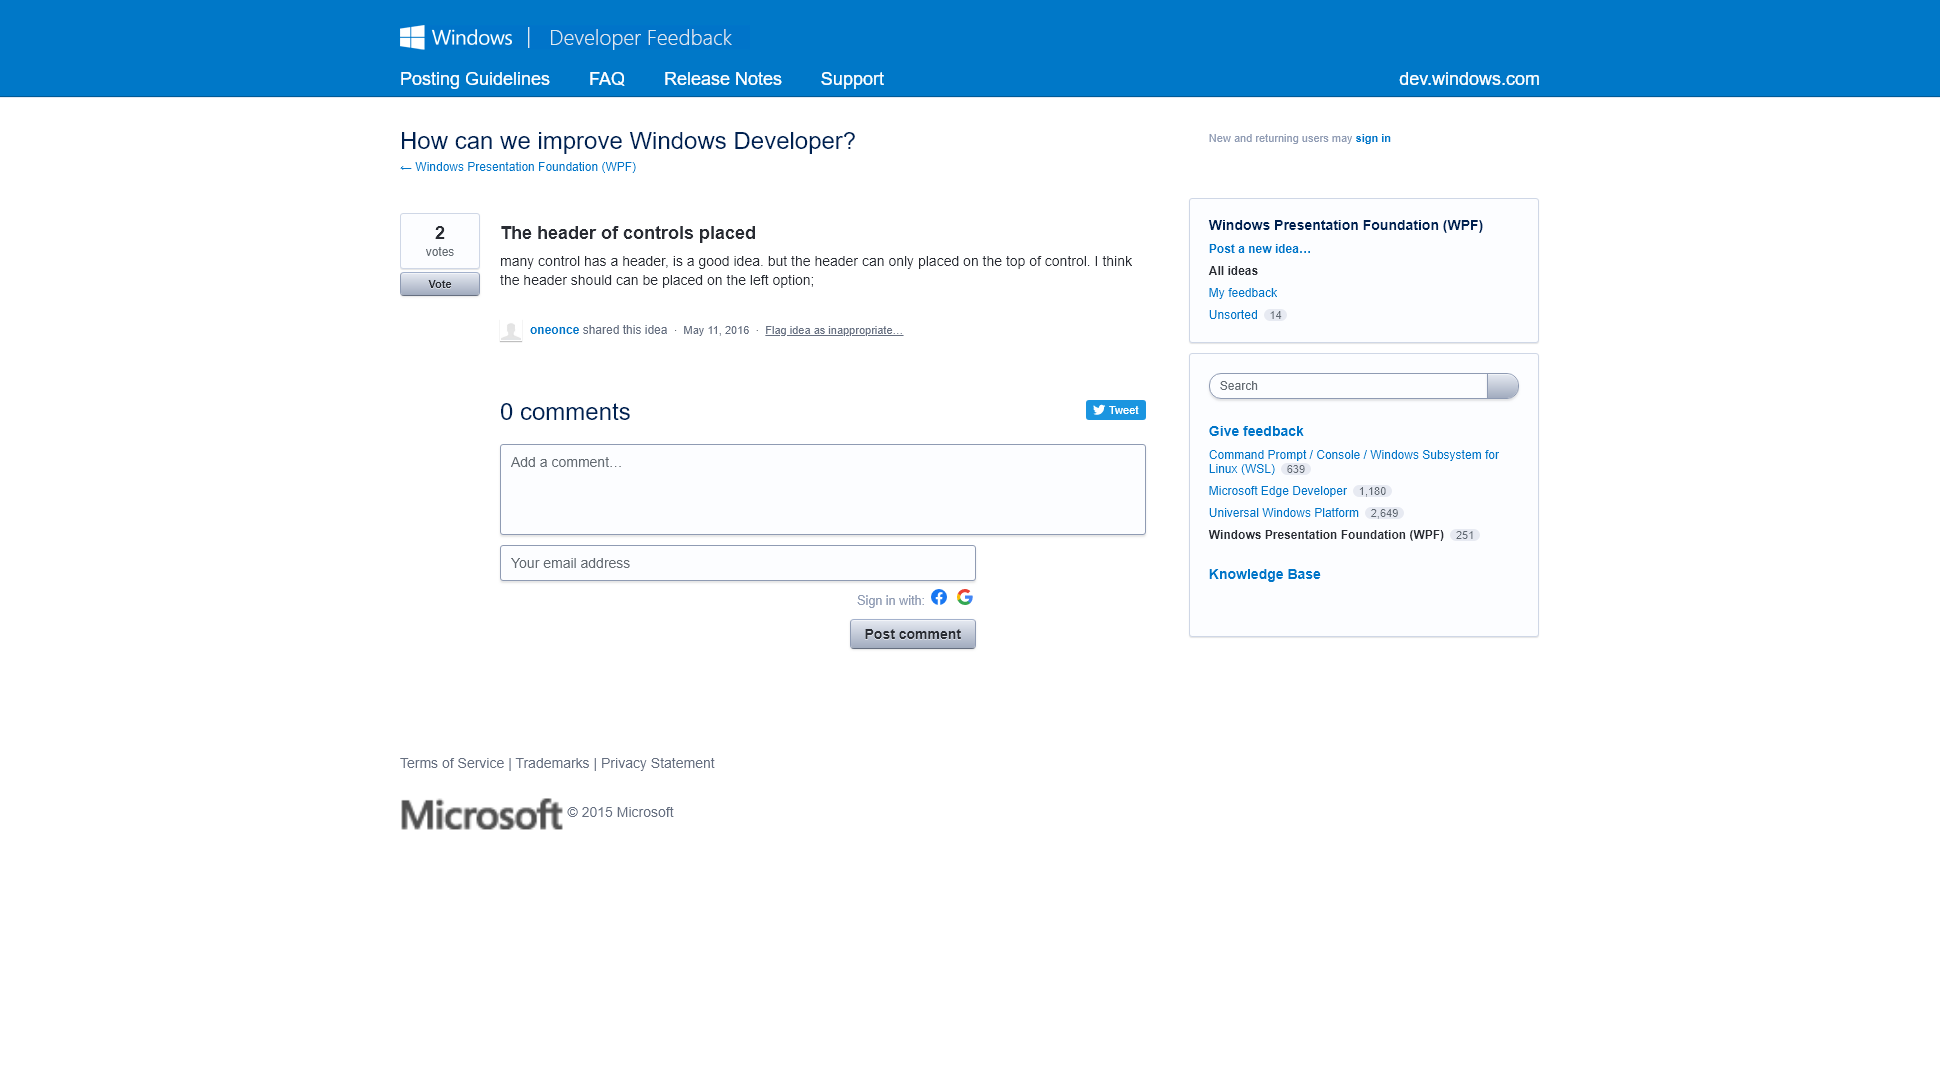 Windows | Developer Feedback
Posting Guidelines FAQ Release Notes Support dev.windows.com
How can we improve Windows Developer?
← Windows Presentation Foundation (WPF)
New and returning users may sign in
2
votes
Vote
The header of controls placed
many control has a header, is a good idea. but the header can only placed on the top of control. I think
the header should can be placed on the left option;
oneonce shared this idea · May 11, 2016 · Flag idea as inappropriate…
0 comments
Tweet
Add a comment…
Your email address
Sign in with:
Post comment
Windows Presentation Foundation (WPF)
Post a new idea…
All ideas
My feedback
Unsorted 14
Search
Give feedback
Command Prompt / Console / Windows Subsystem for
Linux (WSL) 639
Microsoft Edge Developer 1,180
Universal Windows Platform 2,649
Windows Presentation Foundation (WPF) 251
Knowledge Base
Terms of Service | Trademarks | Privacy Statement
Microsoft © 2015 Microsoft